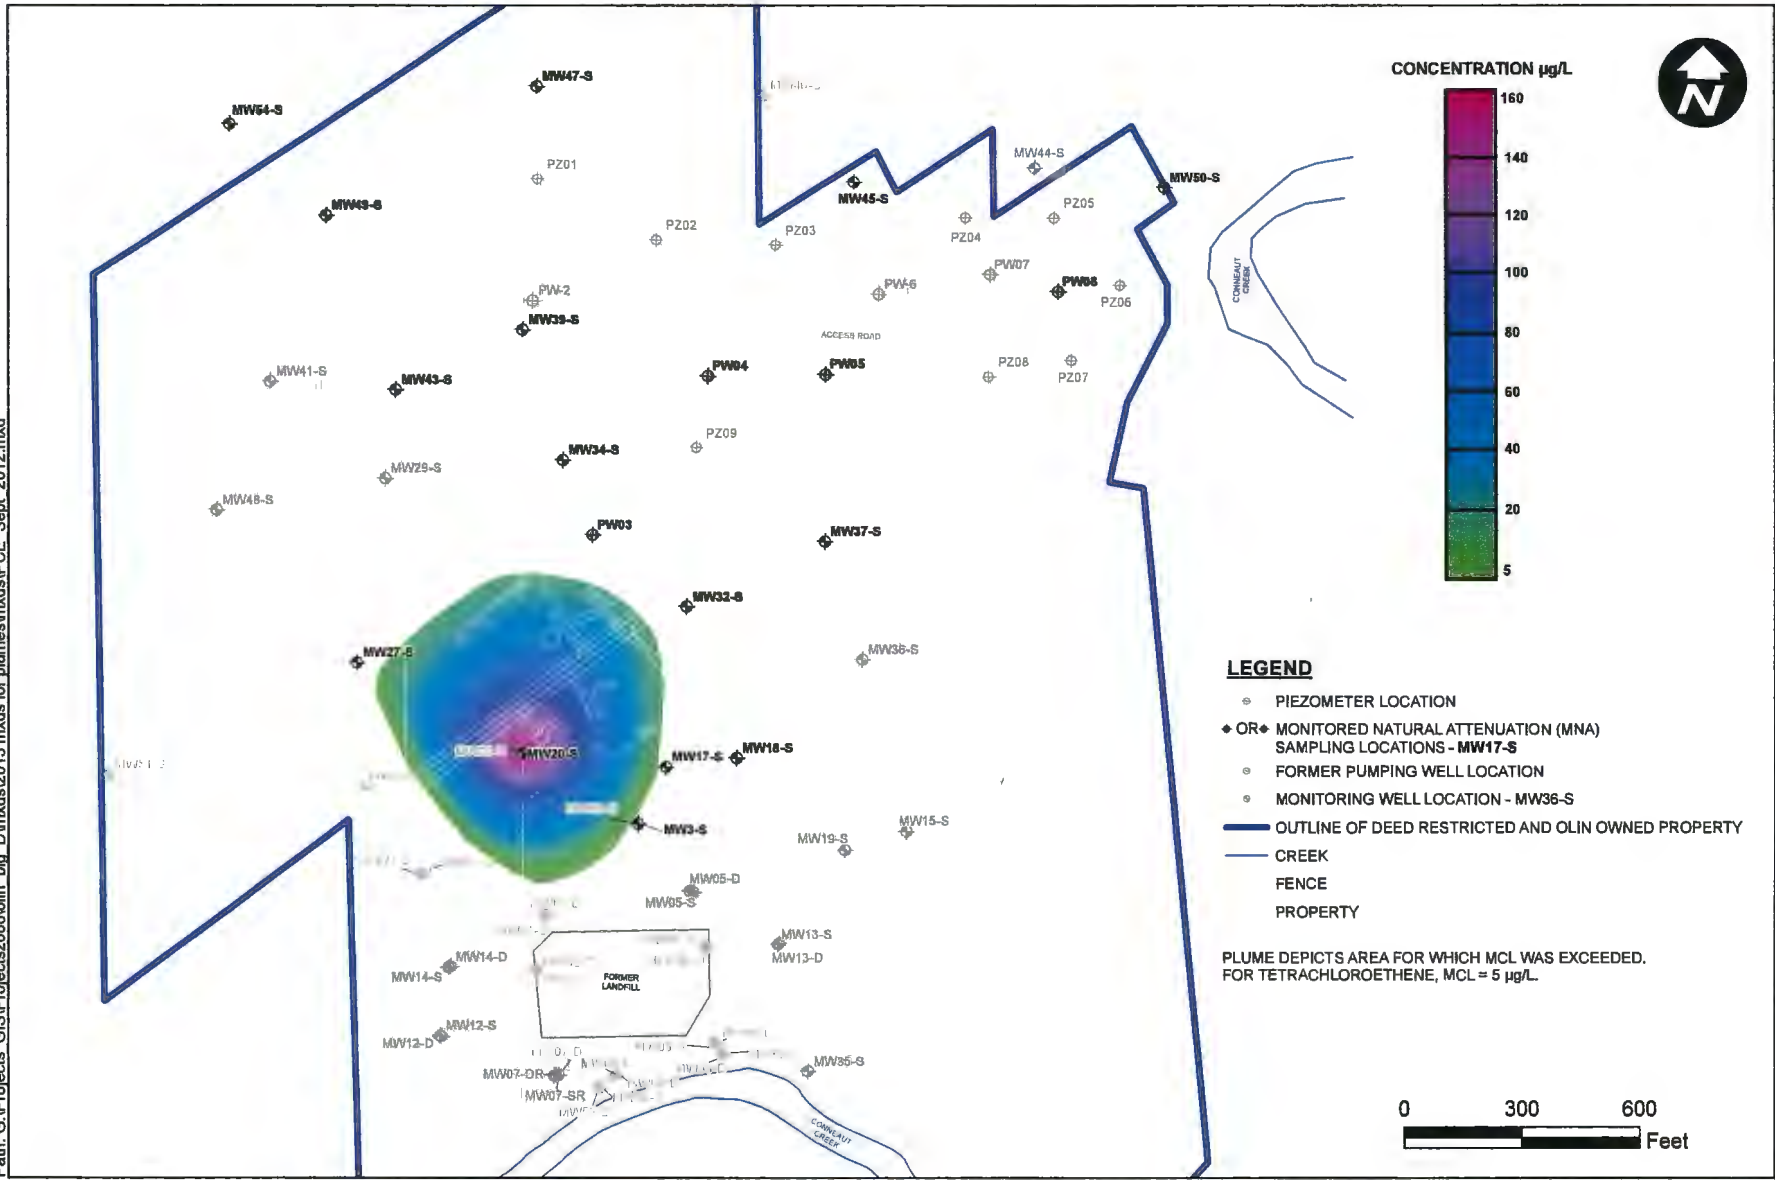 CONCENTRATION µg/L
160
140
120
100
80
60
40
20
5
N
MW47-S
MW54-S
PZ01
MW44-S
MW50-S
MW49-S
MW45-S
PZ02
PZ03
PZ04
PZ05
PW-2
PW-6
PW07
PW08
PZ06
CONNEAUT
CREEK
MW39-S
ACCESS ROAD
MW41-S
MW43-S
PW04
PW05
PZ08
PZ07
MW34-S
PZ09
MW29-S
MW48-S
PW03
MW37-S
MW32-S
MW27-S
MW36-S
MW20-S
MW17-S
MW18-S
MW3-S
MW19-S
MW15-S
MW05-D
MW05-S
MW13-S
MW13-D
MW14-D
MW14-S
FORMER
LANDFILL
MW12-S
MW12-D
MW07-DR
MW07-SR
MW35-S
CONNEAUT
CREEK
LEGEND
PIEZOMETER LOCATION
OR MONITORED NATURAL ATTENUATION (MNA)
SAMPLING LOCATIONS - MW17-S
FORMER PUMPING WELL LOCATION
MONITORING WELL LOCATION - MW36-S
OUTLINE OF DEED RESTRICTED AND OLIN OWNED PROPERTY
CREEK
FENCE
PROPERTY
PLUME DEPICTS AREA FOR WHICH MCL WAS EXCEEDED.
FOR TETRACHLOROETHENE, MCL = 5 µg/L.
0 300 600
Feet